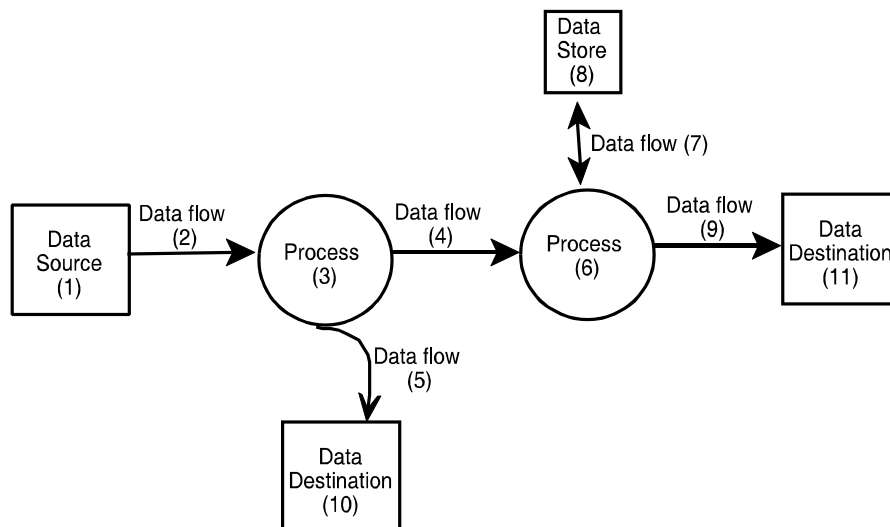 Data
Store
(8)
Data flow (7)
Data
Source
(1)
Data flow
(2)
Process
(3)
Data flow
(4)
Process
(6)
Data flow
(9)
Data
Destination
(11)
Data flow
(5)
Data
Destination
(10)